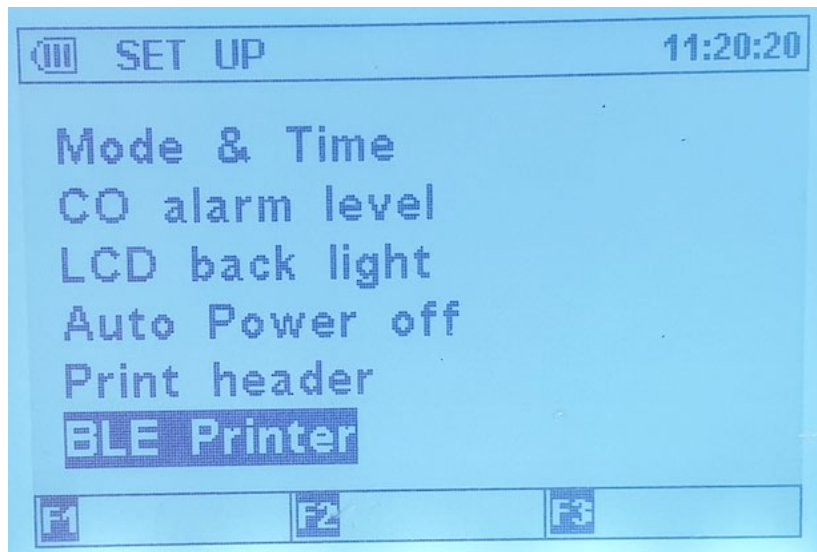 SET UP 11:20:20
Mode & Time
CO alarm level
LCD back light
Auto Power off
Print header
BLE Printer
F1 F2 F3